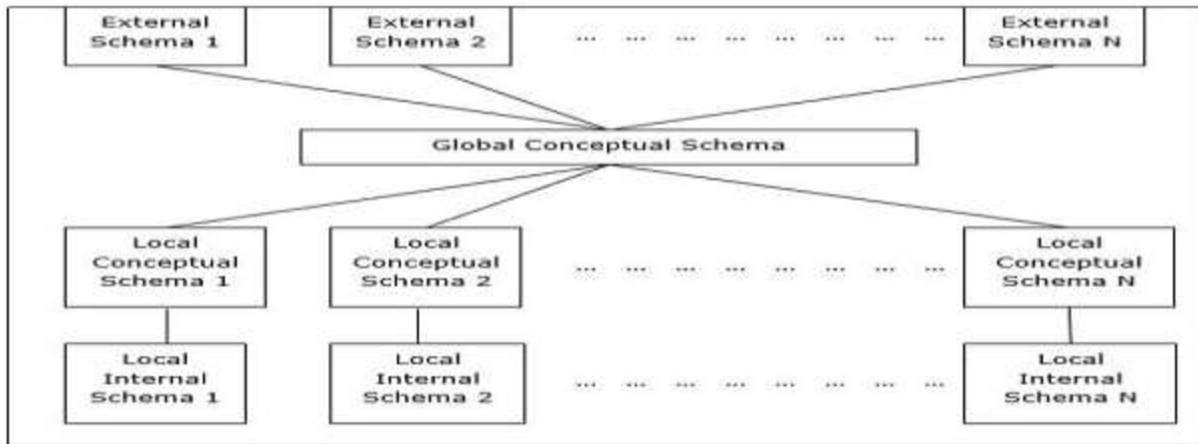 External
Schema 1
External
Schema 2
... ... ... ... ... ... ... ...
External
Schema N
Global Conceptual Schema
Local
Conceptual
Schema 1
Local
Conceptual
Schema 2
... ... ... ... ... ... ... ...
Local
Conceptual
Schema N
Local
Internal
Schema 1
Local
Internal
Schema 2
... ... ... ... ... ... ... ...
Local
Internal
Schema N